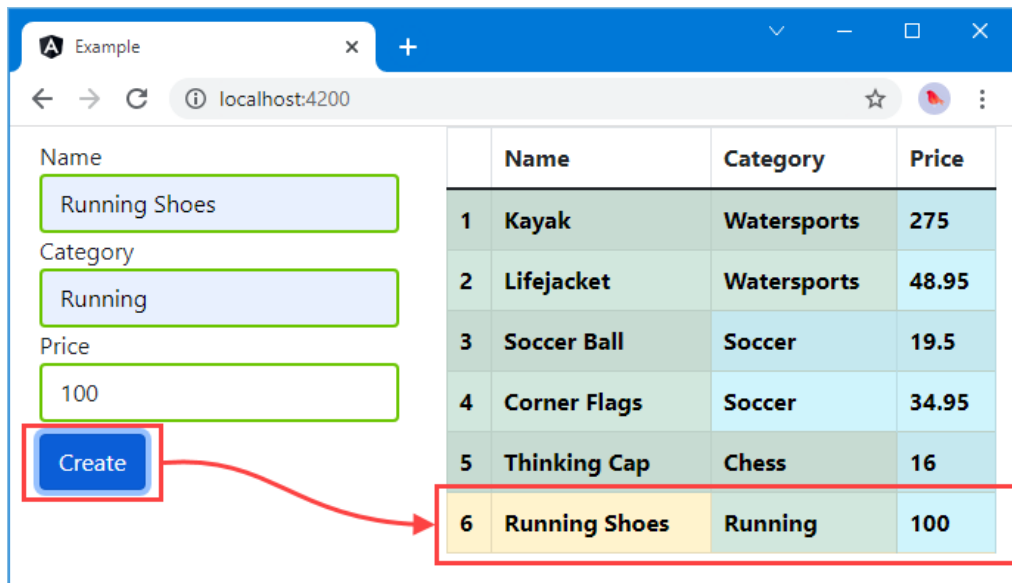 Example
localhost:4200
Name
Running Shoes
Category
Running
Price
100
Create
Name Category Price
1 Kayak Watersports 275
2 Lifejacket Watersports 48.95
3 Soccer Ball Soccer 19.5
4 Corner Flags Soccer 34.95
5 Thinking Cap Chess 16
6 Running Shoes Running 100